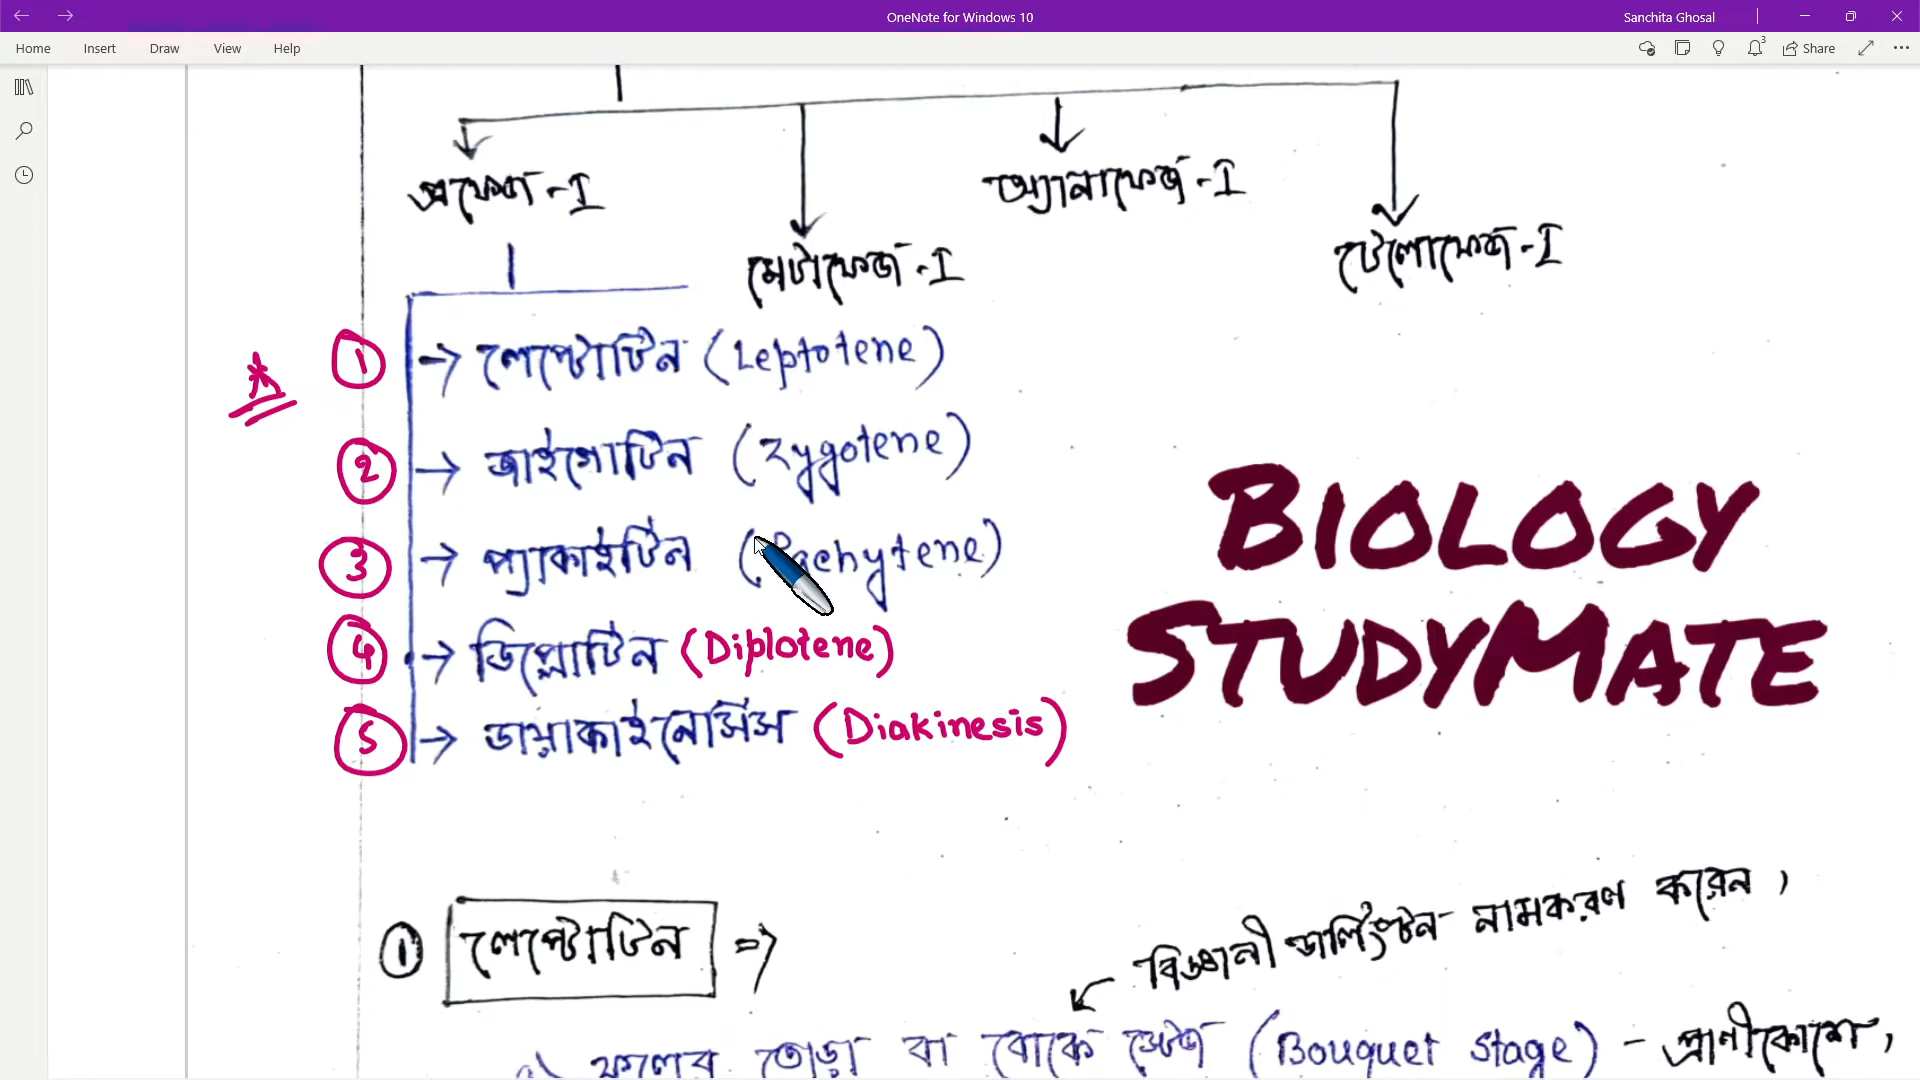 OneNote for Windows 10
Sanchita Ghosal
Home Insert Draw View Help
3 Share
প্রফেজ-I
অ্যানাফেজ-I
মেটাফেজ-I
টেলোফেজ-I
1 → লেপ্টোটিন (Leptotene)
2 → জাইগোটিন (Zygotene)
3 → প্যাকাইটিন (Pachytene)
4 → ডিপ্লোটিন (Diplotene)
5 → ডায়াকাইনেসিস (Diakinesis)
BIOLOGY
STUDYMATE
1 লেপ্টোটিন =>
বিজ্ঞানী ডার্লিংটন নামকরণ করেন,
a) ফুলের তোড়া বা বোকে স্টেজ (Bouquet Stage) - প্রাণীকোশে,